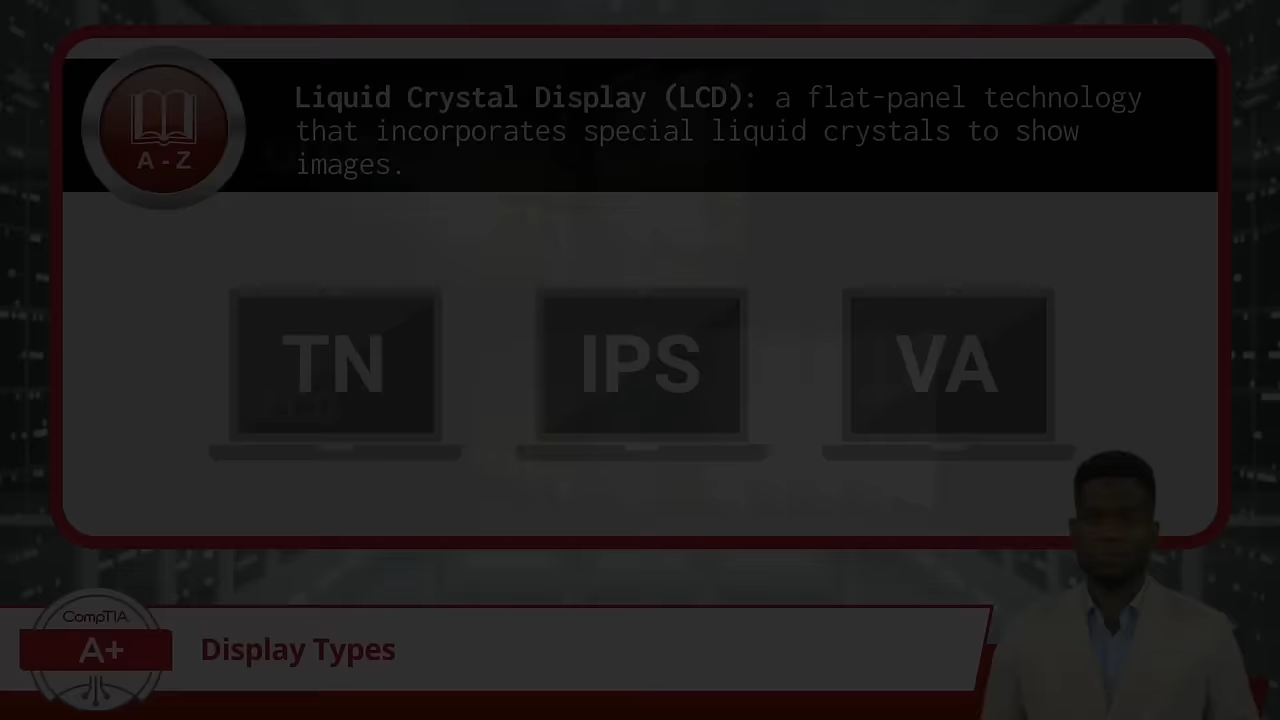 Liquid Crystal Display (LCD): a flat-panel technology
that incorporates special liquid crystals to show
images.
A - Z
TN
IPS
VA
CompTIA.
A+
Display Types